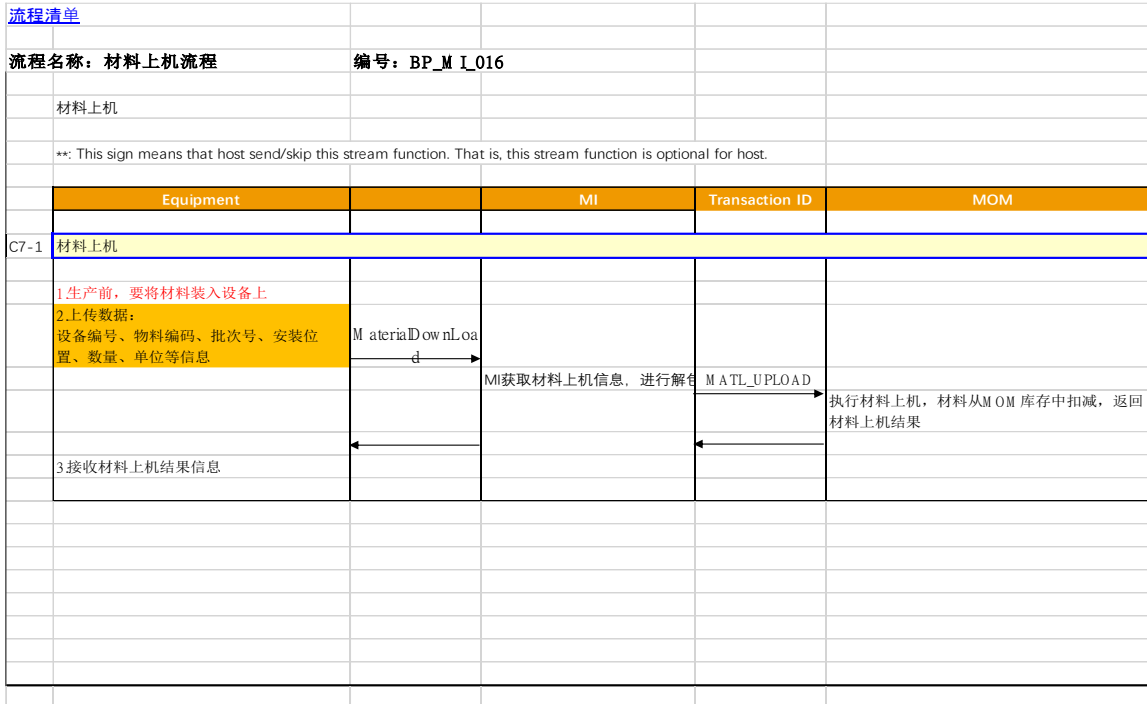 流程清单
流程名称：材料上机流程 编号：BP_MI_016
材料上机
**: This sign means that host send/skip this stream function. That is, this stream function is optional for host.
Equipment MI Transaction ID MOM
C7-1 材料上机
1.生产前，要将材料装入设备上
2.上传数据：
设备编号、物料编码、批次号、安装位
置、数量、单位等信息
MaterialDownLoa
d
MI获取材料上机信息，进行解包 MATL_UPLOAD
执行材料上机，材料从MOM库存中扣减，返回
材料上机结果
3.接收材料上机结果信息